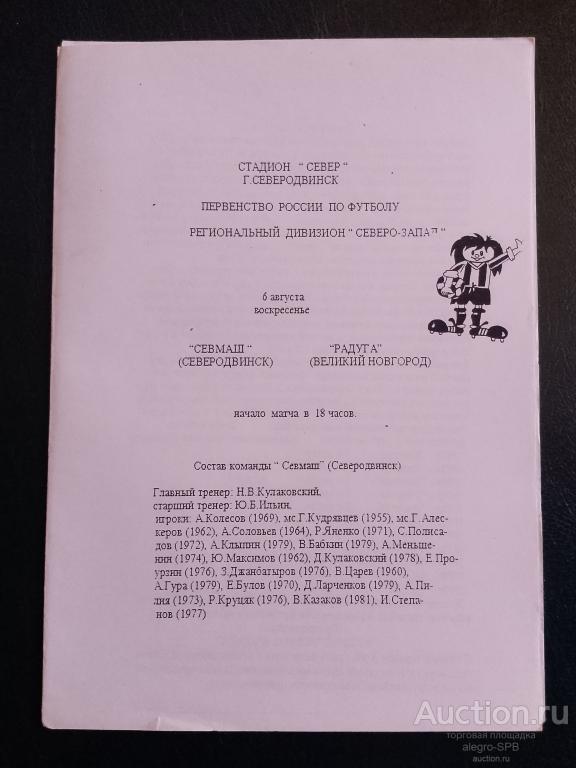 СТАДИОН " СЕВЕР "
Г.СЕВЕРОДВИНСК
ПЕРВЕНСТВО РОССИИ ПО ФУТБОЛУ
РЕГИОНАЛЬНЫЙ ДИВИЗИОН " СЕВЕРО-ЗАПАД "
6 августа
воскресенье
"СЕВМАШ " "РАДУГА"
(СЕВЕРОДВИНСК) (ВЕЛИКИЙ НОВГОРОД)
начало матча в 18 часов.
Состав команды " Севмаш" (Северодвинск)
Главный тренер: Н.В.Кулаковский,
старший тренер: Ю.Б.Ильин,
игроки: А.Колесов (1969), мс.Г.Кудрявцев (1955), мс.Г.Алес-
керов (1962), А.Соловьев (1964), Р.Яненко (1971), С.Полиса-
дов (1972), А.Клыпин (1979), В.Бабкин (1979), А.Меньше-
нин (1974), Ю.Максимов (1962), Д.Кулаковский (1978), Е.Про-
урзин (1976), З.Джанбатыров (1976), В.Царев (1960),
А.Гура (1979), Е.Булов (1970), Д.Ларченков (1979), А.Пи-
лия (1973), Р.Круцяк (1976), В.Казаков (1981), И.Степа-
нов (1977)
Auction.ru
торговая площадка
alegro-SPB
auction.ru